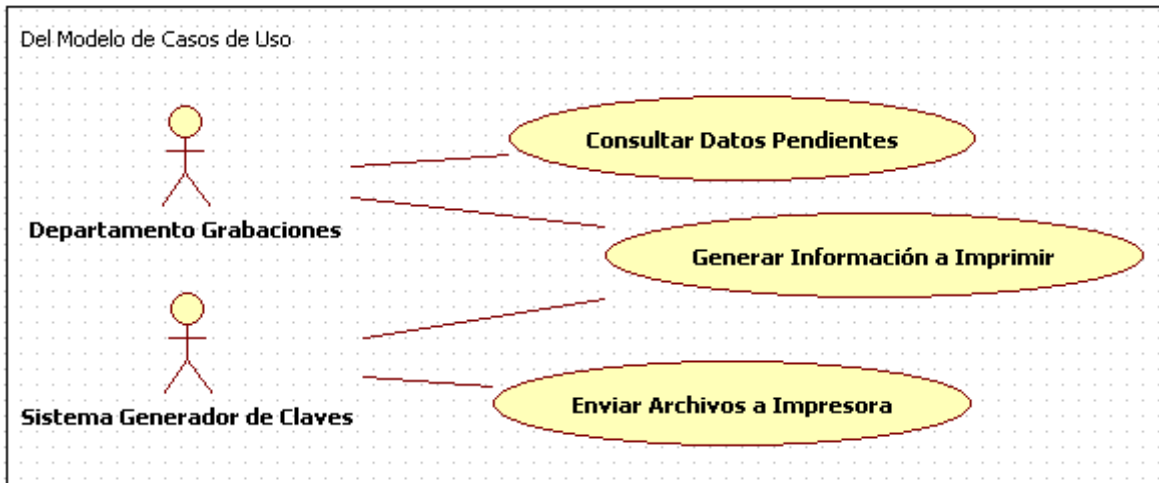 Del Modelo de Casos de Uso
Consultar Datos Pendientes
Departamento Grabaciones
Generar Información a Imprimir
Sistema Generador de Claves
Enviar Archivos a Impresora